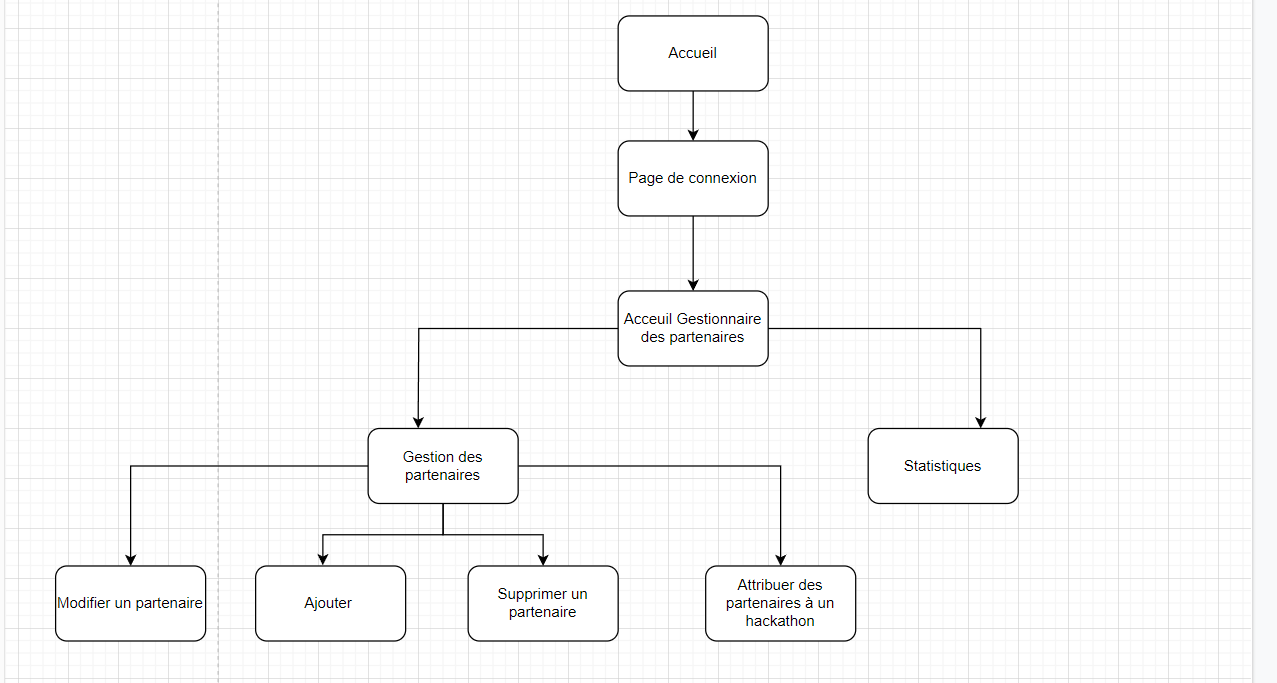 Accueil
Page de connexion
Acceuil Gestionnaire
des partenaires
Gestion des
partenaires
Statistiques
Modifier un partenaire
Ajouter
Supprimer un
partenaire
Attribuer des
partenaires à un
hackathon